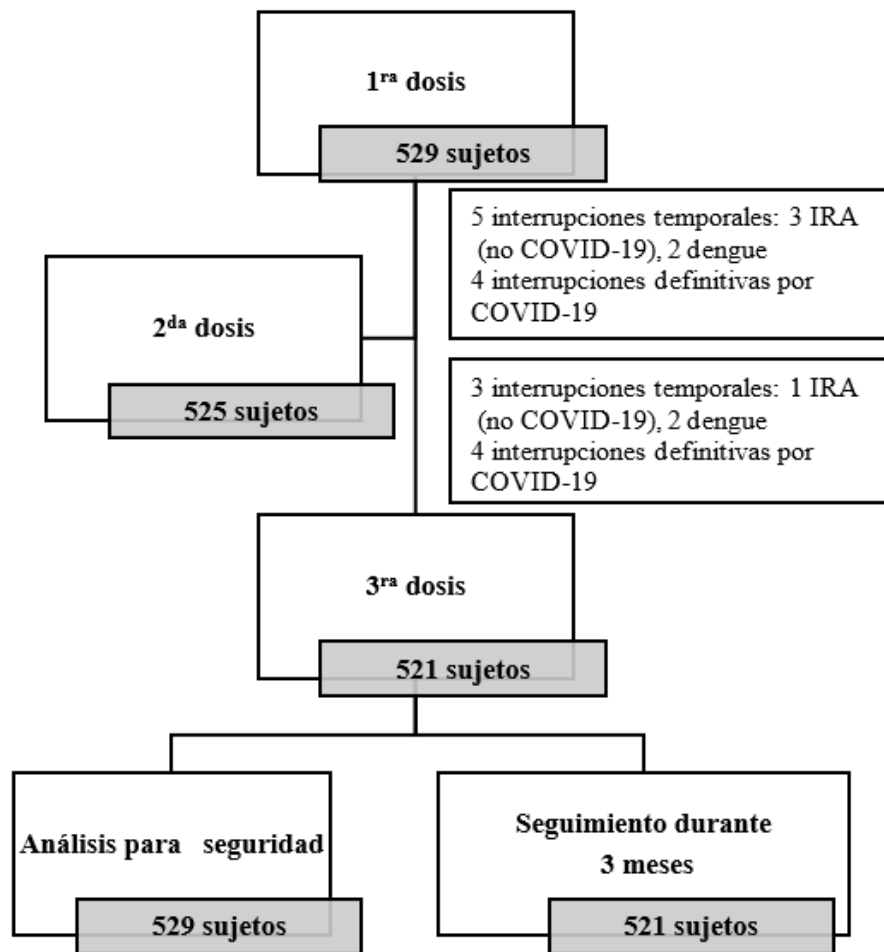 1ra dosis
529 sujetos
5 interrupciones temporales: 3 IRA
(no COVID-19), 2 dengue
4 interrupciones definitivas por
COVID-19
2da dosis
525 sujetos
3 interrupciones temporales: 1 IRA
(no COVID-19), 2 dengue
4 interrupciones definitivas por
COVID-19
3ra dosis
521 sujetos
Análisis para seguridad
529 sujetos
Seguimiento durante
3 meses
521 sujetos